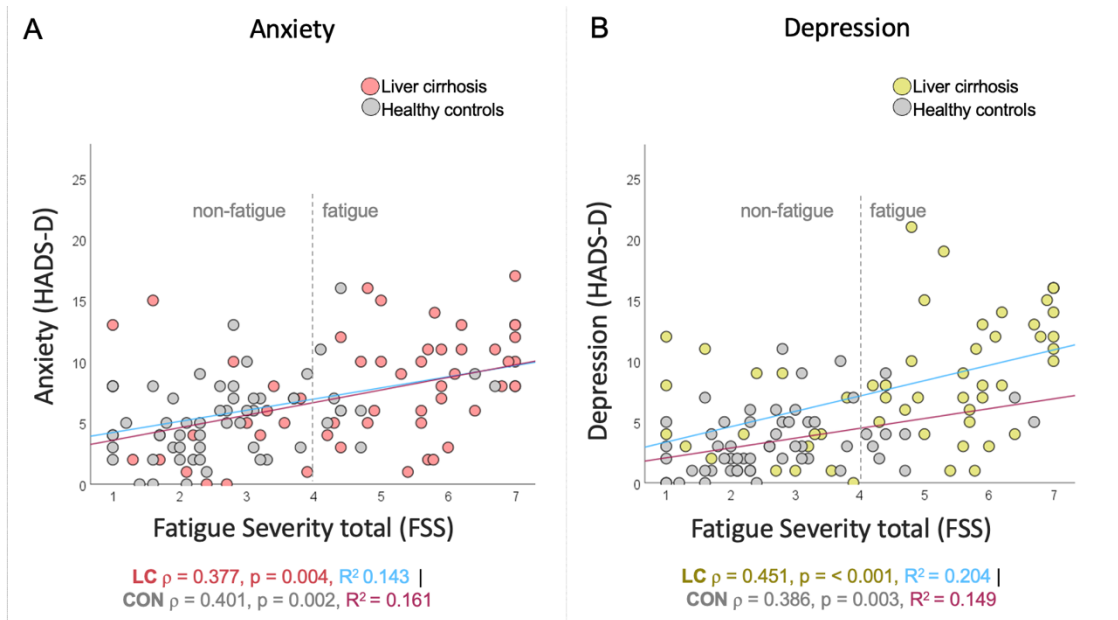 A
Anxiety
Liver cirrhosis
Healthy controls
25
20
15
10
5
0
non-fatigue
fatigue
Anxiety (HADS-D)
1 2 3 4 5 6 7
Fatigue Severity total (FSS)
LC ρ = 0.377, p = 0.004, R² 0.143 |
CON ρ = 0.401, p = 0.002, R² = 0.161
B
Depression
Liver cirrhosis
Healthy controls
25
20
15
10
5
0
non-fatigue
fatigue
Depression (HADS-D)
1 2 3 4 5 6 7
Fatigue Severity total (FSS)
LC ρ = 0.451, p = < 0.001, R² = 0.204 |
CON ρ = 0.386, p = 0.003, R² = 0.149